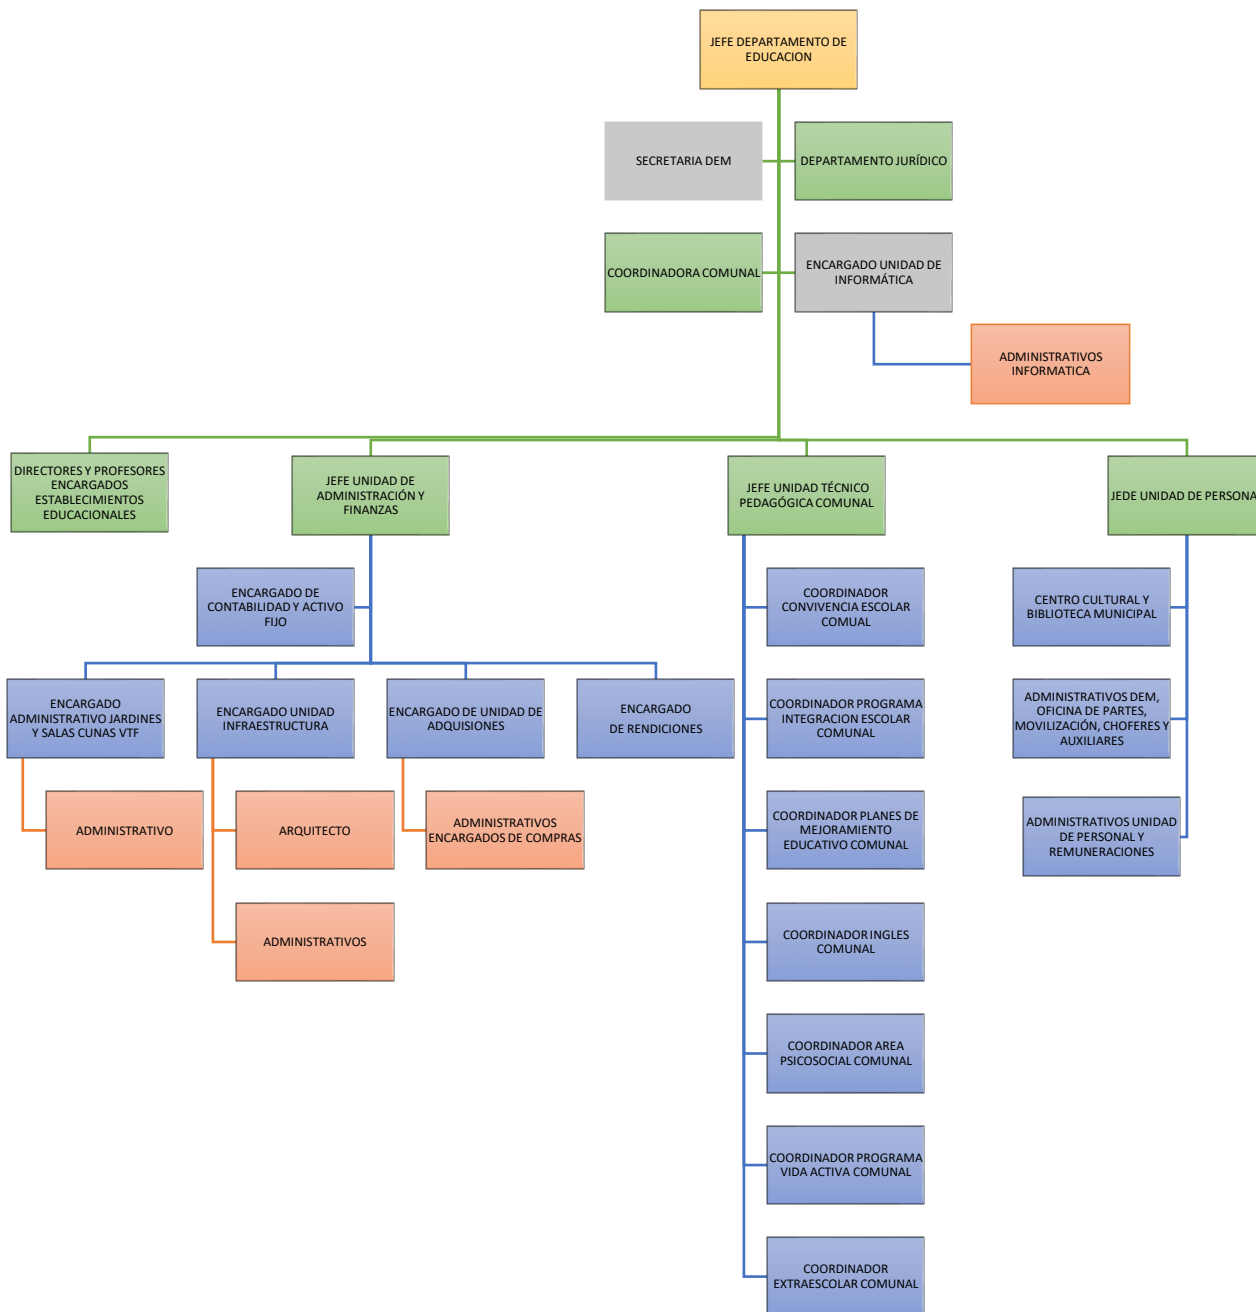 JEFE DEPARTAMENTO DE
EDUCACION
SECRETARIA DEM
DEPARTAMENTO JURÍDICO
COORDINADORA COMUNAL
ENCARGADO UNIDAD DE
INFORMÁTICA
ADMINISTRATIVOS
INFORMATICA
DIRECTORES Y PROFESORES
ENCARGADOS
ESTABLECIMIENTOS
EDUCACIONALES
JEFE UNIDAD DE
ADMINISTRACIÓN Y
FINANZAS
JEFE UNIDAD TÉCNICO
PEDAGÓGICA COMUNAL
JEDE UNIDAD DE PERSONA
ENCARGADO DE
CONTABILIDAD Y ACTIVO
FIJO
ENCARGADO
ADMINISTRATIVO JARDINES
Y SALAS CUNAS VTF
ENCARGADO UNIDAD
INFRAESTRUCTURA
ENCARGADO DE UNIDAD DE
ADQUISIONES
ENCARGADO
DE RENDICIONES
ADMINISTRATIVO
ARQUITECTO
ADMINISTRATIVOS
ENCARGADOS DE COMPRAS
ADMINISTRATIVOS
COORDINADOR
CONVIVENCIA ESCOLAR
COMUAL
COORDINADOR PROGRAMA
INTEGRACION ESCOLAR
COMUNAL
COORDINADOR PLANES DE
MEJORAMIENTO
EDUCATIVO COMUNAL
COORDINADOR INGLES
COMUNAL
COORDINADOR AREA
PSICOSOCIAL COMUNAL
COORDINADOR PROGRAMA
VIDA ACTIVA COMUNAL
COORDINADOR
EXTRAESCOLAR COMUNAL
CENTRO CULTURAL Y
BIBLIOTECA MUNICIPAL
ADMINISTRATIVOS DEM,
OFICINA DE PARTES,
MOVILIZACIÓN, CHOFERES Y
AUXILIARES
ADMINISTRATIVOS UNIDAD
DE PERSONAL Y
REMUNERACIONES